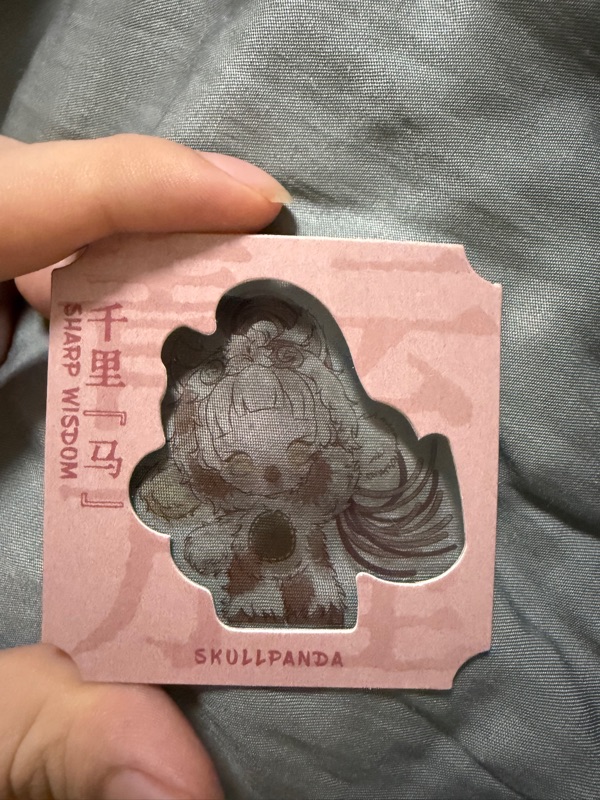 千里『马』
SHARP WISDOM
SKULLPANDA